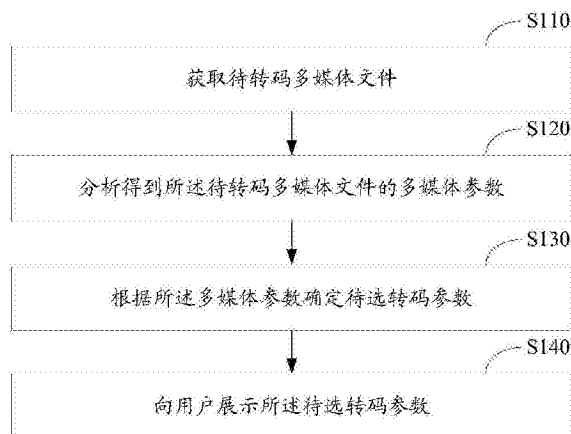 S110
获取待转码多媒体文件
S120
分析得到所述待转码多媒体文件的多媒体参数
S130
根据所述多媒体参数确定待选转码参数
S140
向用户展示所述待选转码参数